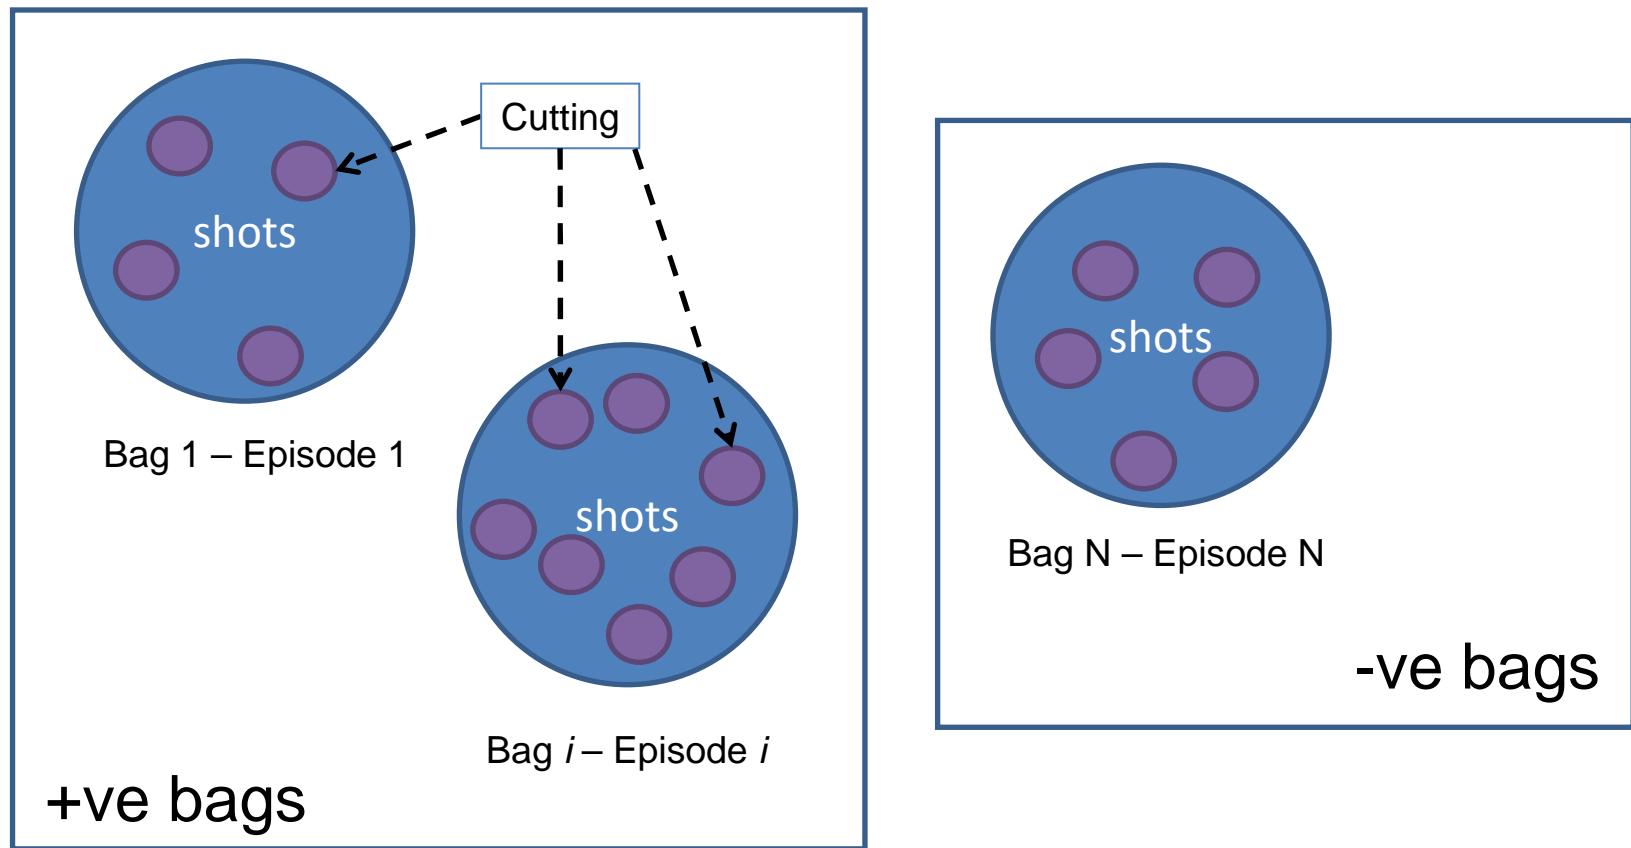 Cutting
shots
Bag 1 – Episode 1
shots
Bag i – Episode i
+ve bags
shots
Bag N – Episode N
-ve bags